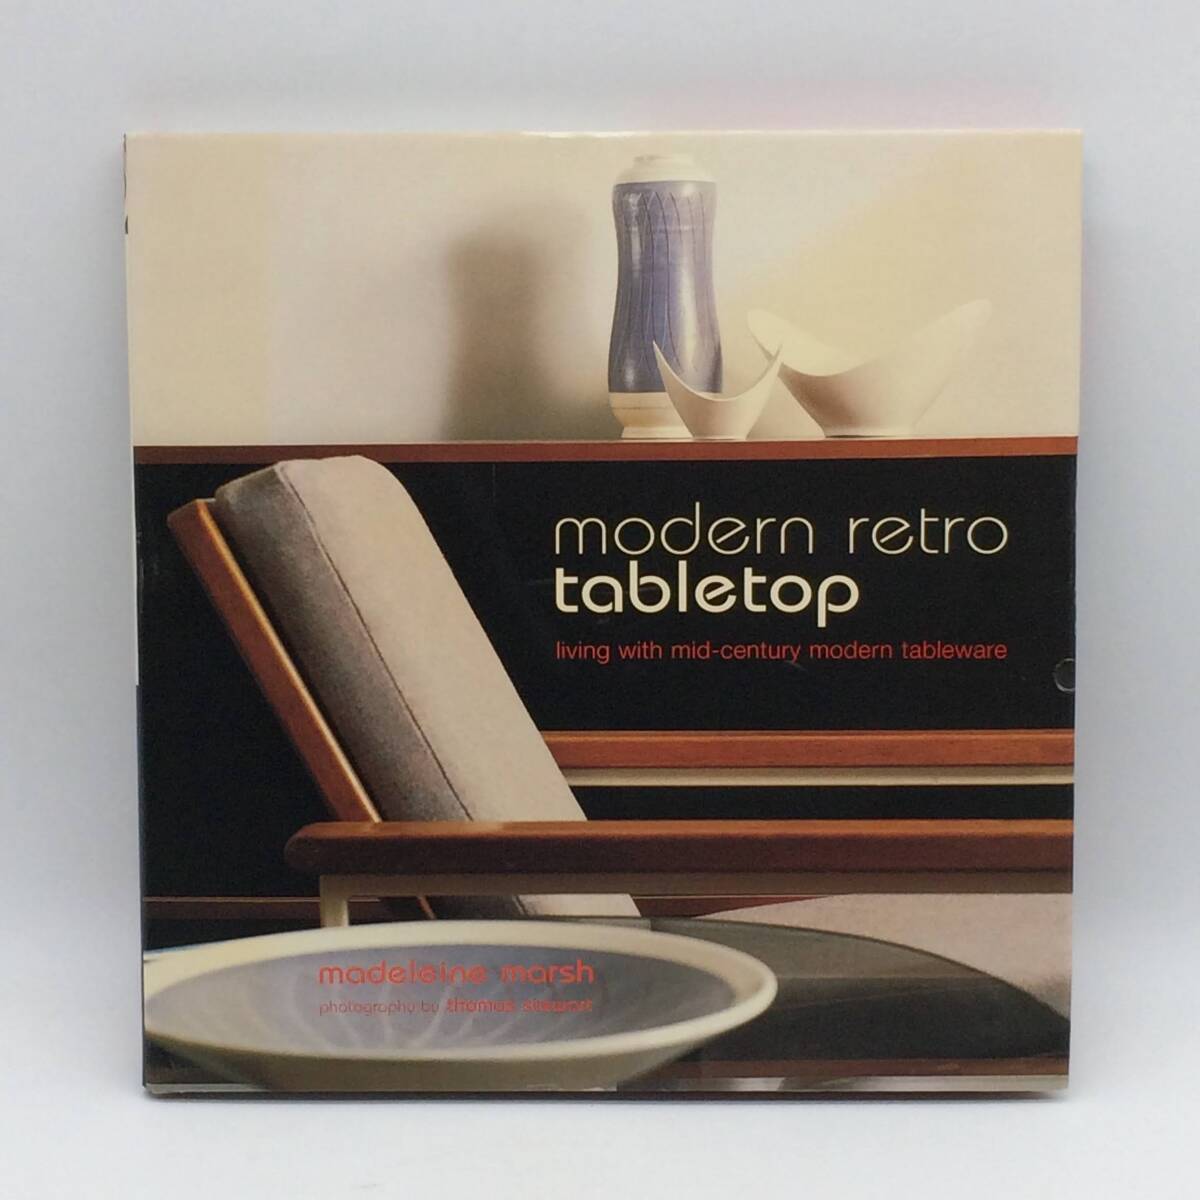 modern retro
tabletop
living with mid-century modern tableware
madeleine marsh
photography by thomas stewart